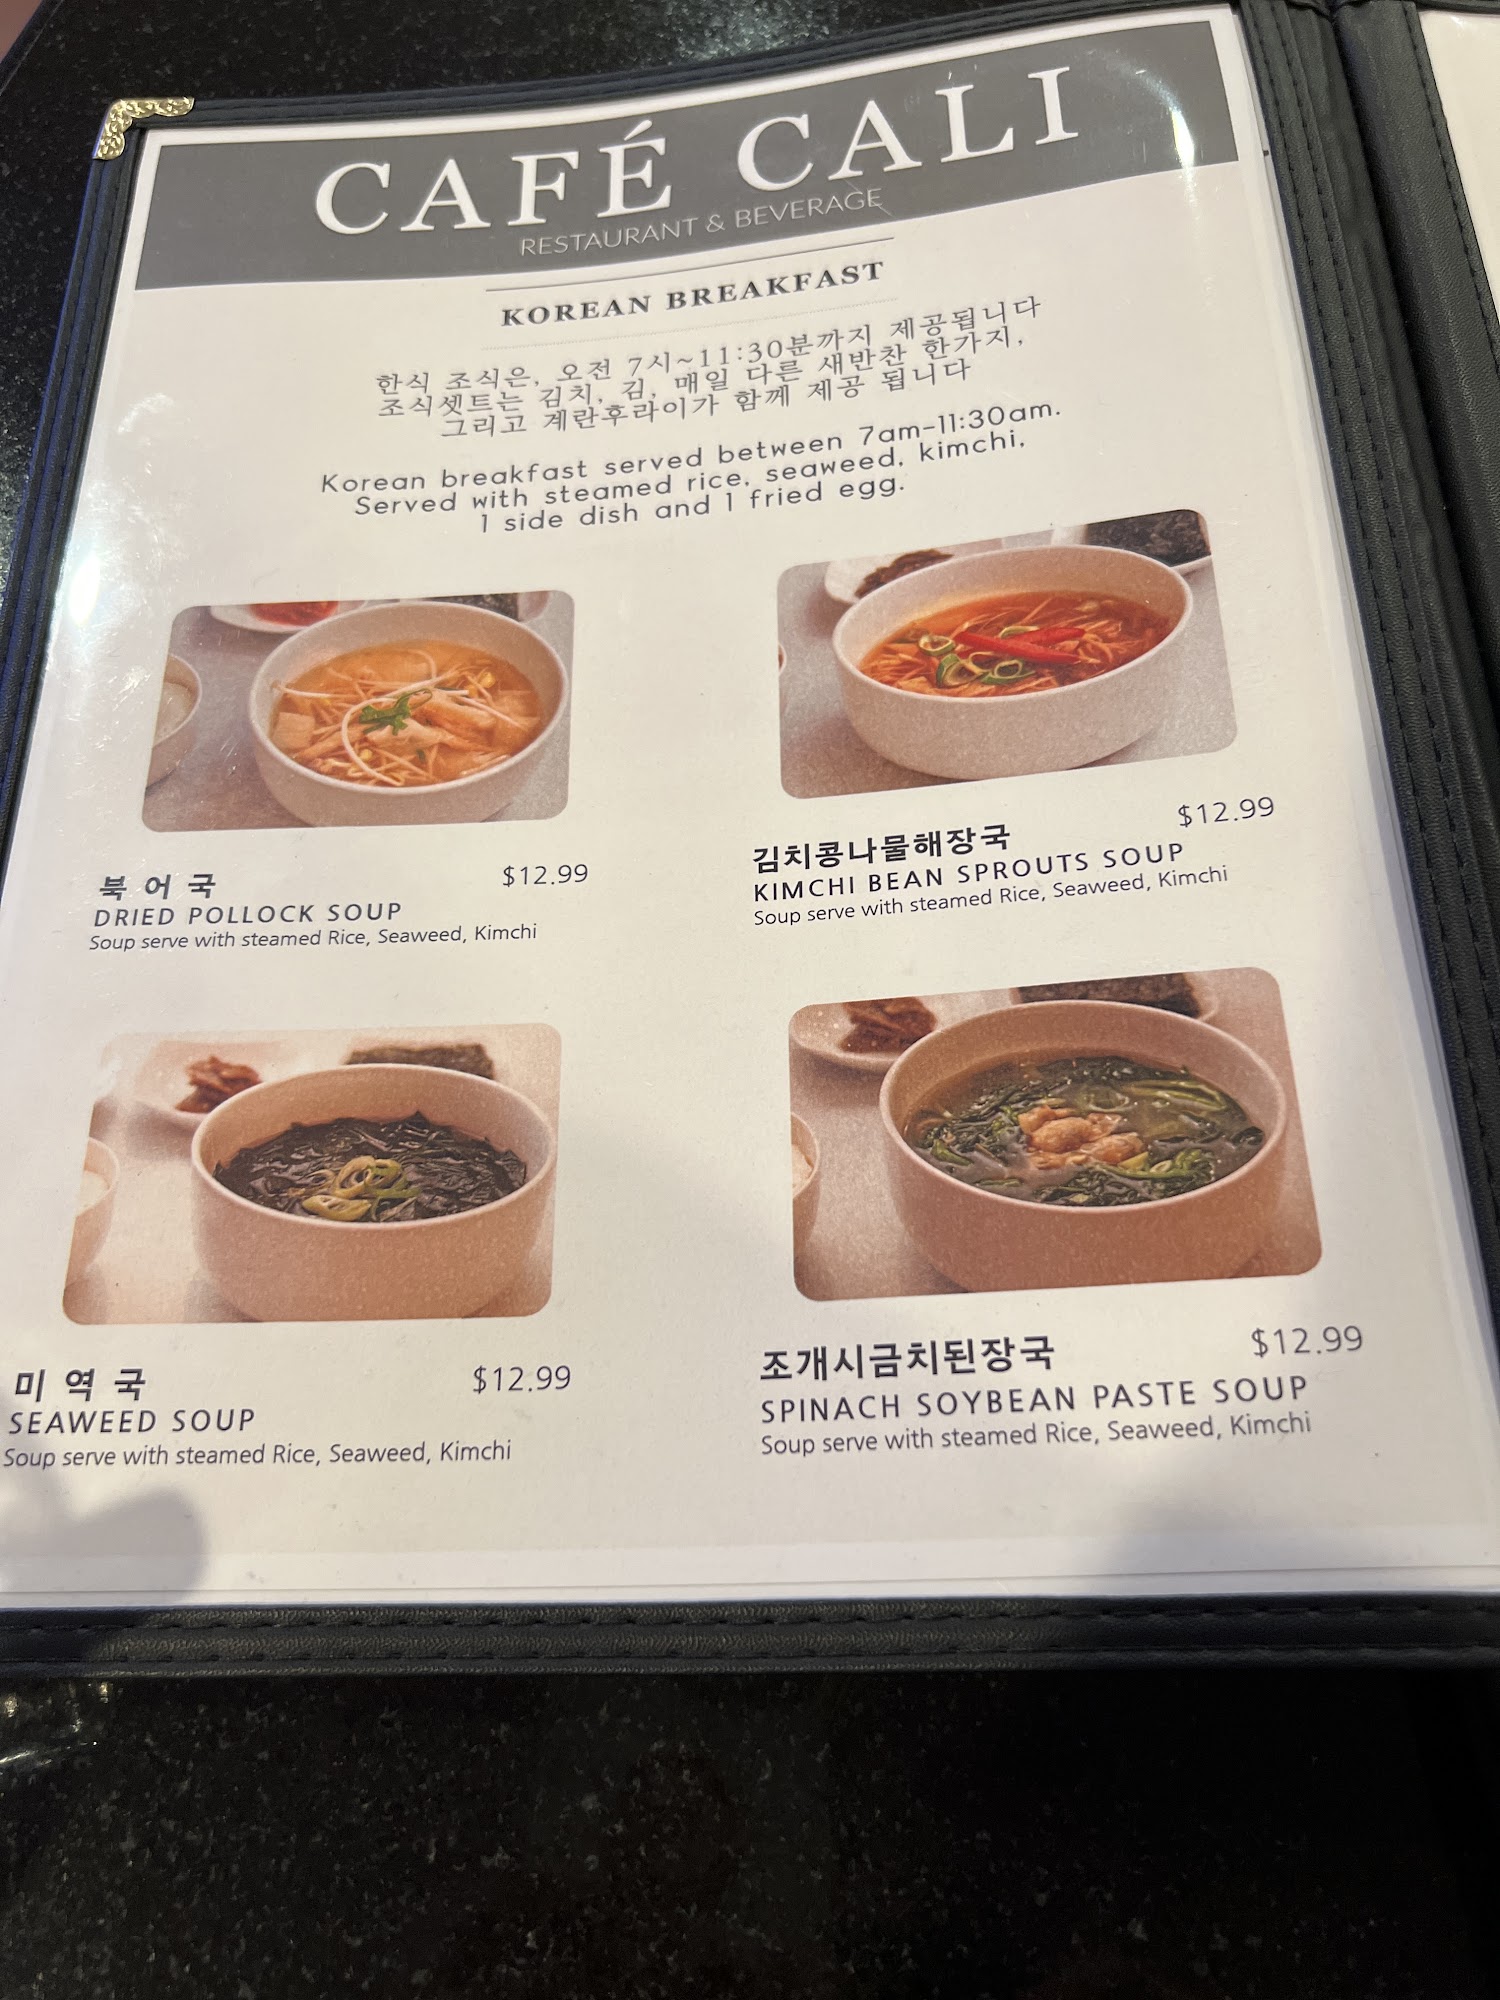 CAFÉ CALI
RESTAURANT & BEVERAGE
KOREAN BREAKFAST
한식 조식은, 오전 7시~11:30분까지 제공됩니다
조식셋트는 김치, 김, 매일 다른 새반찬 한가지,
그리고 계란후라이가 함께 제공 됩니다
Korean breakfast served between 7am-11:30am.
Served with steamed rice, seaweed, kimchi,
1 side dish and 1 fried egg.
북어국 $12.99
DRIED POLLOCK SOUP
Soup serve with steamed Rice, Seaweed, Kimchi
김치콩나물해장국 $12.99
KIMCHI BEAN SPROUTS SOUP
Soup serve with steamed Rice, Seaweed, Kimchi
미역국 $12.99
SEAWEED SOUP
Soup serve with steamed Rice, Seaweed, Kimchi
조개시금치된장국 $12.99
SPINACH SOYBEAN PASTE SOUP
Soup serve with steamed Rice, Seaweed, Kimchi